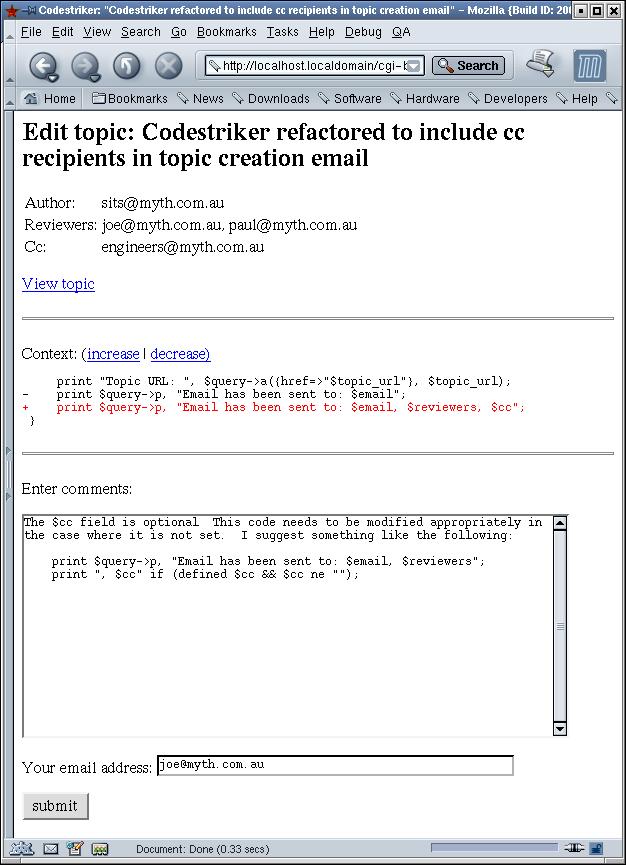 Codestriker: "Codestriker refactored to include cc recipients in topic creation email" - Mozilla {Build ID: 200
File Edit View Search Go Bookmarks Tasks Help Debug QA
http://localhost.localdomain/cgi-b Search
Home Bookmarks News Downloads Software Hardware Developers Help
Edit topic: Codestriker refactored to include cc
recipients in topic creation email
Author: sits@myth.com.au
Reviewers: joe@myth.com.au, paul@myth.com.au
Cc: engineers@myth.com.au
View topic
Context: (increase | decrease)
    print "Topic URL: ", $query->a({href=>"$topic_url"}, $topic_url);
-    print $query->p, "Email has been sent to: $email";
+    print $query->p, "Email has been sent to: $email, $reviewers, $cc";
}
Enter comments:
The $cc field is optional  This code needs to be modified appropriately in
the case where it is not set.  I suggest something like the following:
    print $query->p, "Email has been sent to: $email, $reviewers";
    print ", $cc" if (defined $cc && $cc ne "");
Your email address: joe@myth.com.au
submit
Document: Done (0.33 secs)